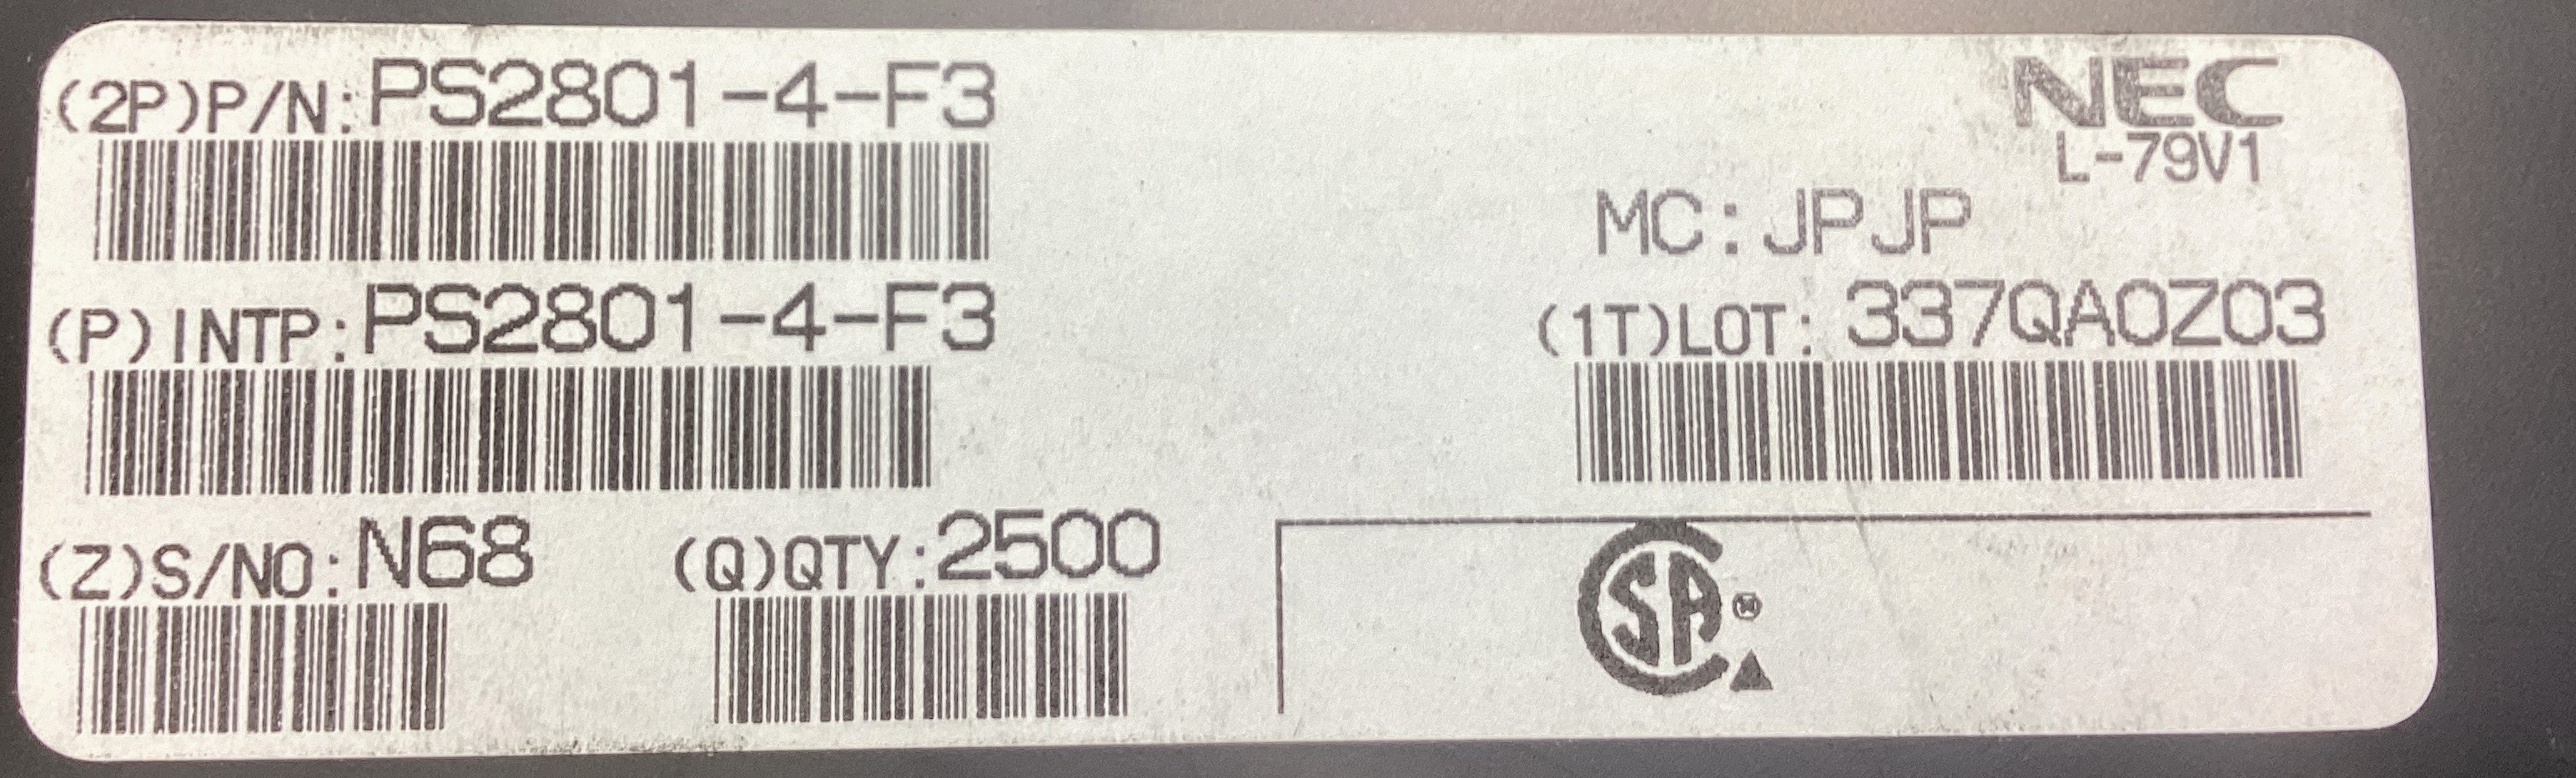 (2P)P/N:PS2801-4-F3
NEC
L-79V1
MC:JPJP
(P)INTP:PS2801-4-F3
(1T)LOT:337QA0Z03
(Z)S/NO:N68
(Q)QTY:2500
CSA®